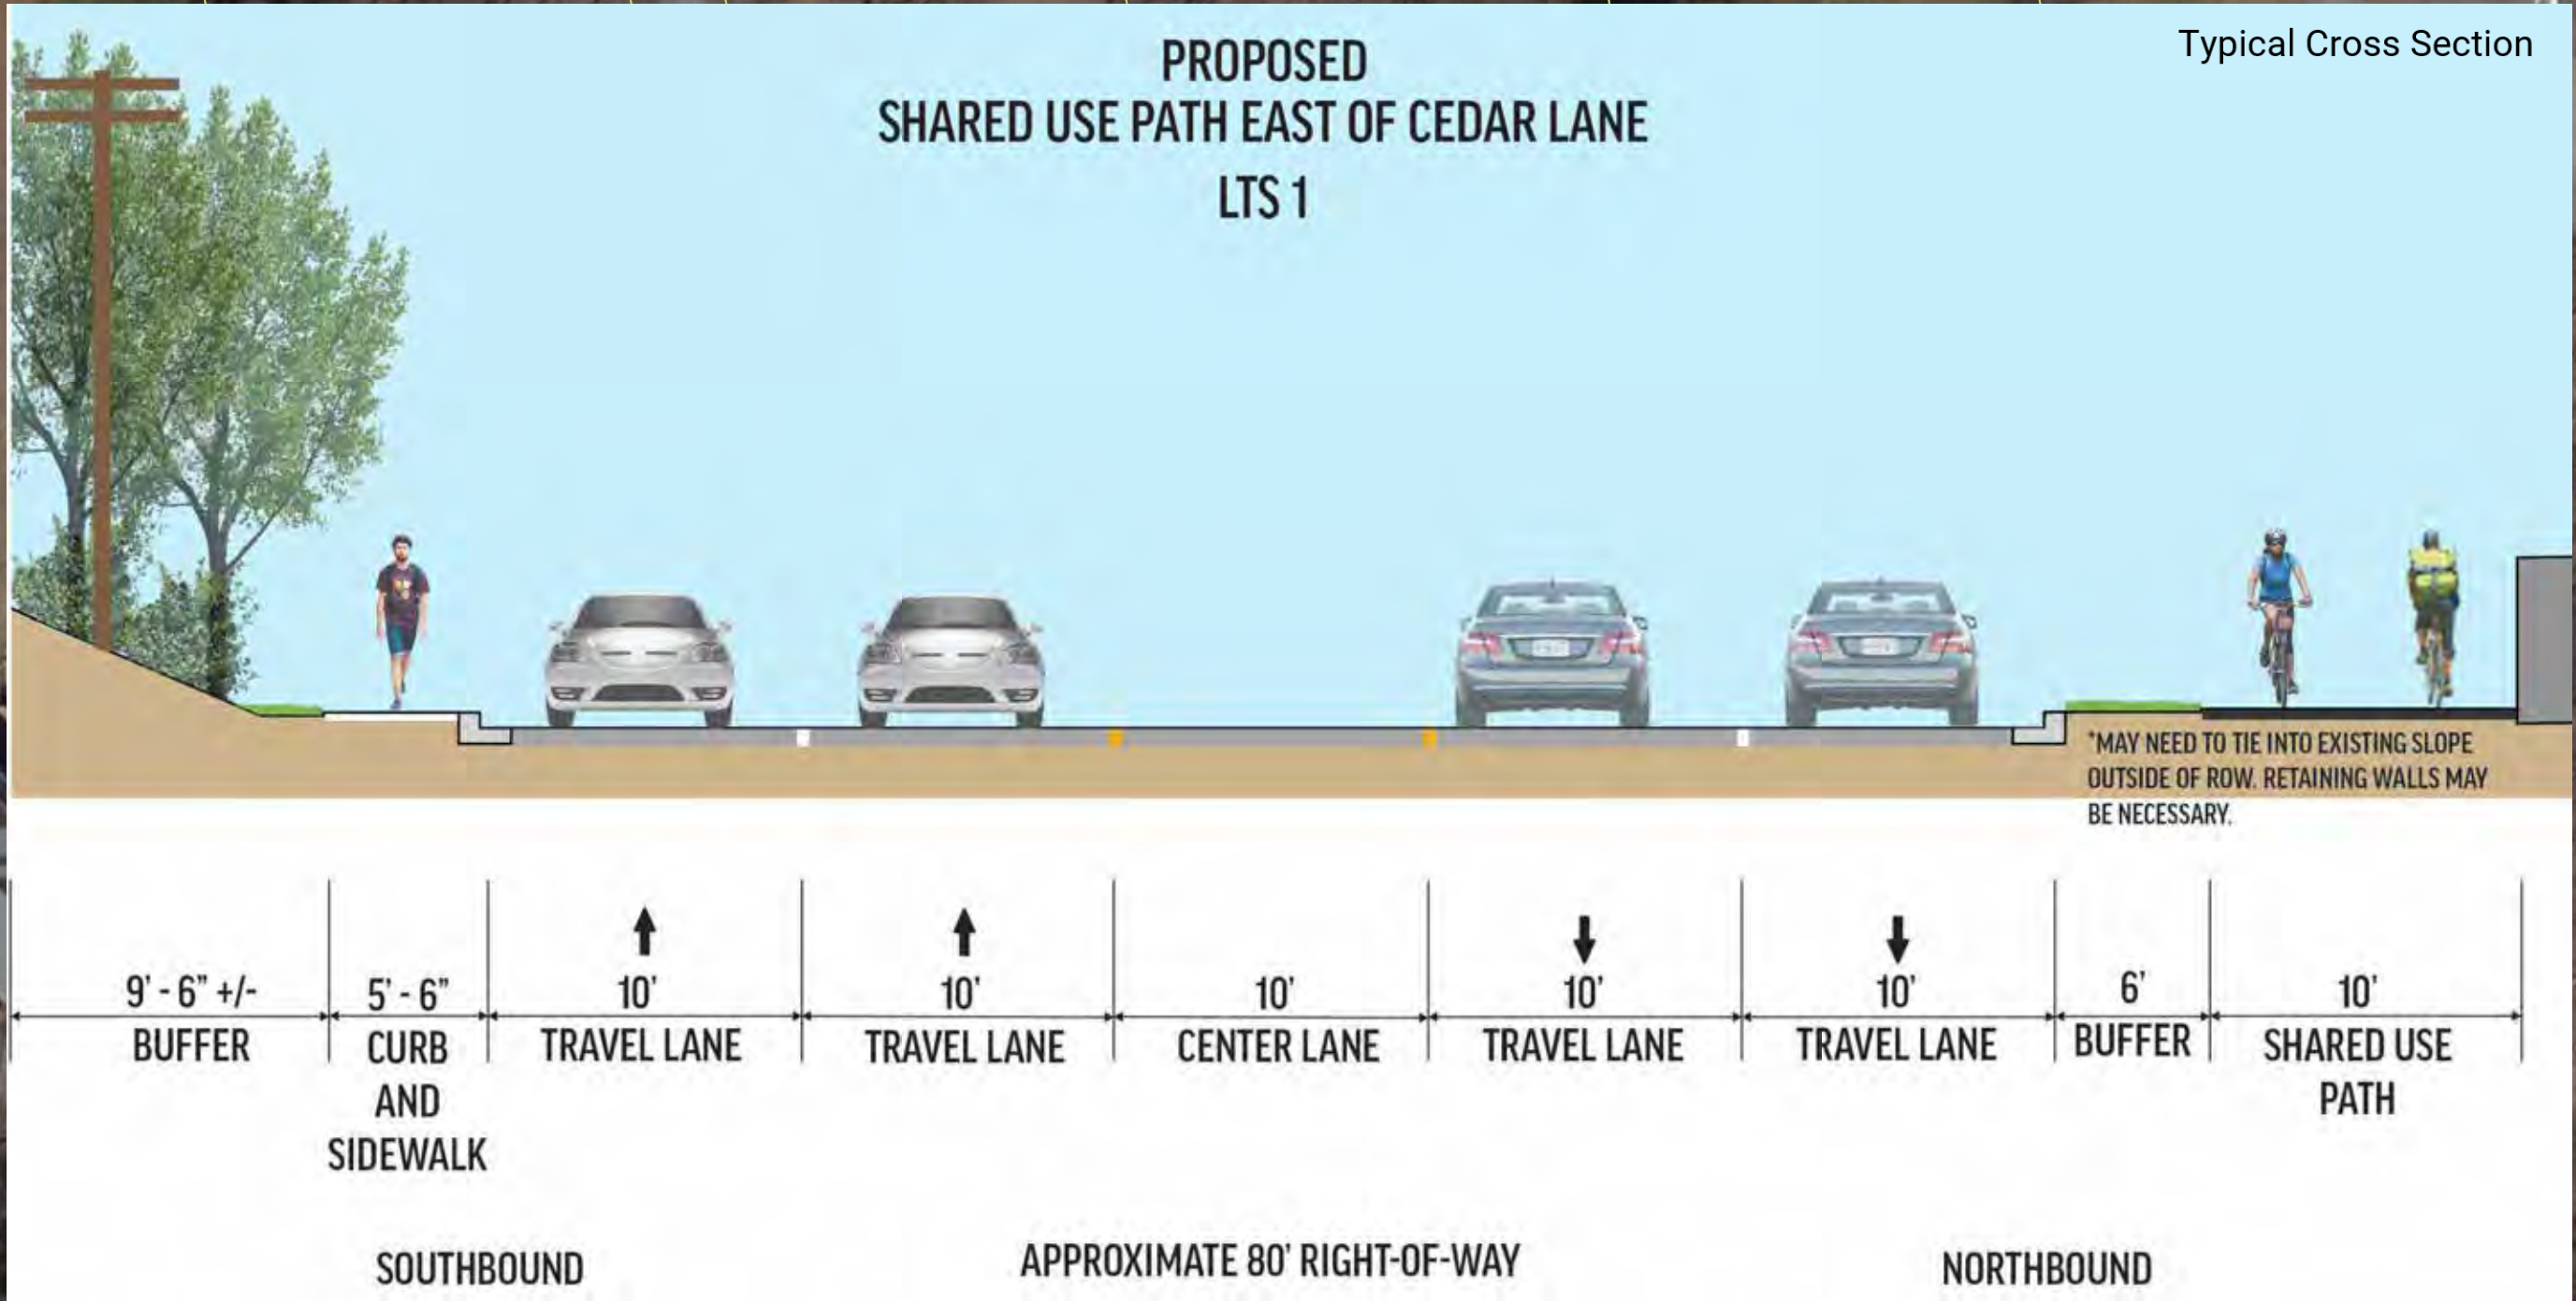 Typical Cross Section
PROPOSED
SHARED USE PATH EAST OF CEDAR LANE
LTS 1
*MAY NEED TO TIE INTO EXISTING SLOPE
OUTSIDE OF ROW. RETAINING WALLS MAY
BE NECESSARY.
9' - 6" +/-
BUFFER
5' - 6"
CURB
AND
SIDEWALK
10'
TRAVEL LANE
10'
TRAVEL LANE
10'
CENTER LANE
10'
TRAVEL LANE
10'
TRAVEL LANE
6'
BUFFER
10'
SHARED USE
PATH
SOUTHBOUND
APPROXIMATE 80' RIGHT-OF-WAY
NORTHBOUND